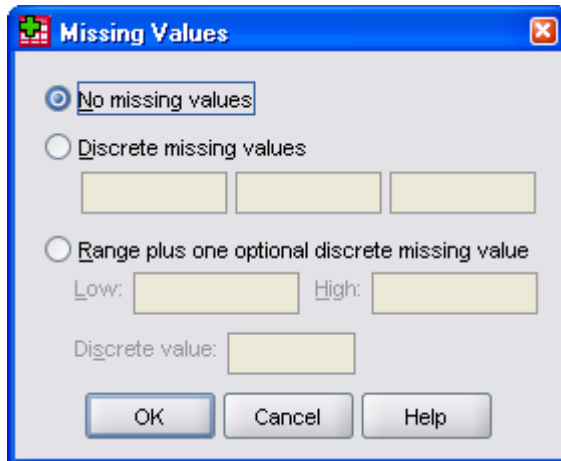 Missing Values
No missing values
Discrete missing values
Range plus one optional discrete missing value
Low: High:
Discrete value:
OK Cancel Help